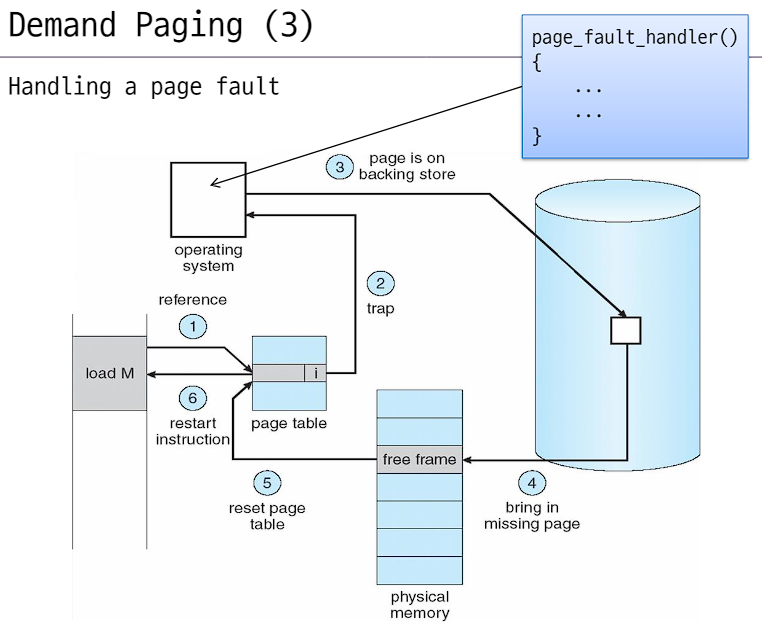 Demand Paging (3)
page_fault_handler()
{
...
...
}
Handling a page fault
3
page is on
backing store
operating
system
2
trap
reference
1
load M
i
6
restart
instruction
page table
free frame
5
reset page
table
4
bring in
missing page
physical
memory